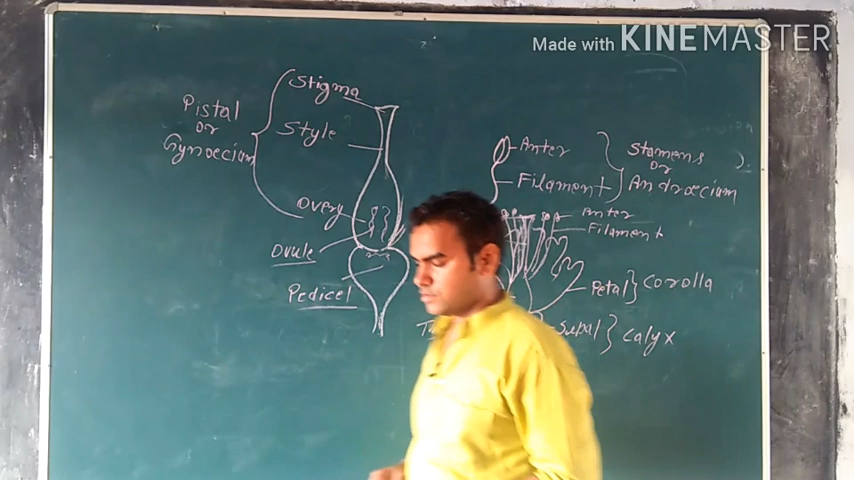 Made with KINEMASTER
Stigma
Pistal
or
Gynoecium
Style
Overy
Ovule
Pedicel
Anter
Filament
Stamens
or
Androecium
Anter
Filament
Petal
Corolla
Sepal
Calyx